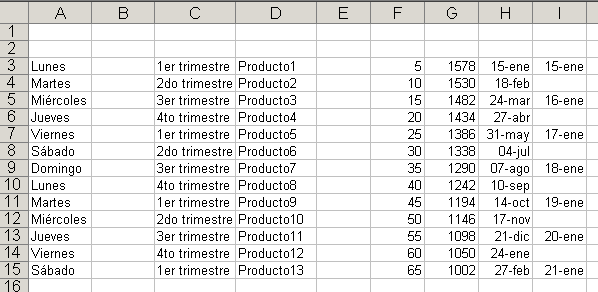 A B C D E F G H I
1
2
3 Lunes 1er trimestre Producto1 5 1578 15-ene 15-ene
4 Martes 2do trimestre Producto2 10 1530 18-feb
5 Miércoles 3er trimestre Producto3 15 1482 24-mar 16-ene
6 Jueves 4to trimestre Producto4 20 1434 27-abr
7 Viernes 1er trimestre Producto5 25 1386 31-may 17-ene
8 Sábado 2do trimestre Producto6 30 1338 04-jul
9 Domingo 3er trimestre Producto7 35 1290 07-ago 18-ene
10 Lunes 4to trimestre Producto8 40 1242 10-sep
11 Martes 1er trimestre Producto9 45 1194 14-oct 19-ene
12 Miércoles 2do trimestre Producto10 50 1146 17-nov
13 Jueves 3er trimestre Producto11 55 1098 21-dic 20-ene
14 Viernes 4to trimestre Producto12 60 1050 24-ene
15 Sábado 1er trimestre Producto13 65 1002 27-feb 21-ene
16